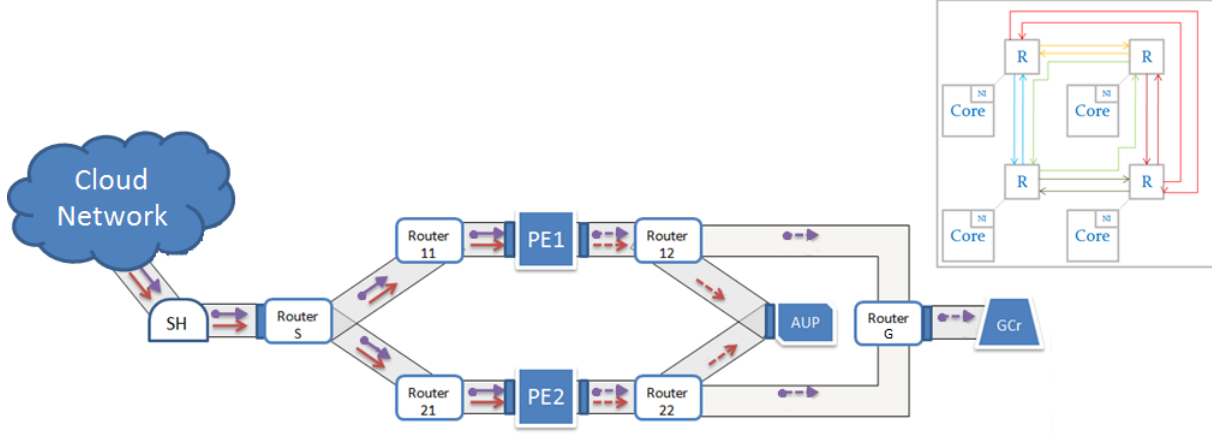 R
R
NI
Core
NI
Core
R
R
NI
Core
NI
Core
Cloud
Network
SH
Router
S
Router
11
PE1
Router
12
AUP
Router
G
GCr
Router
21
PE2
Router
22